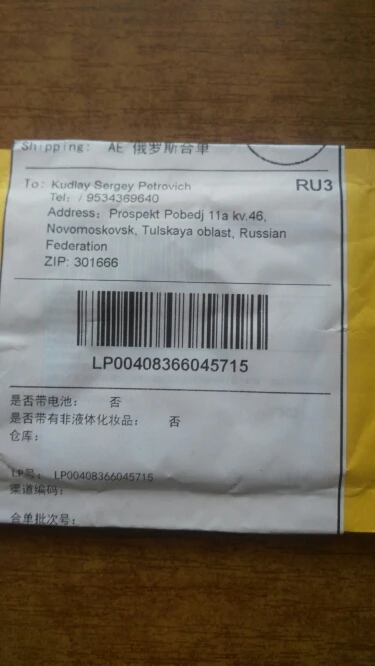 Shipping: AE 俄罗斯合单
To: Kudlay Sergey Petrovich
RU3
Tel: / 9534369640
Address: Prospekt Pobedj 11a kv.46,
Novomoskovsk, Tulskaya oblast, Russian
Federation
ZIP: 301666
LP00408366045715
是否带电池： 否
是否带有非液体化妆品： 否
仓库：
LP号： LP00408366045715
渠道编码：
合单批次号：